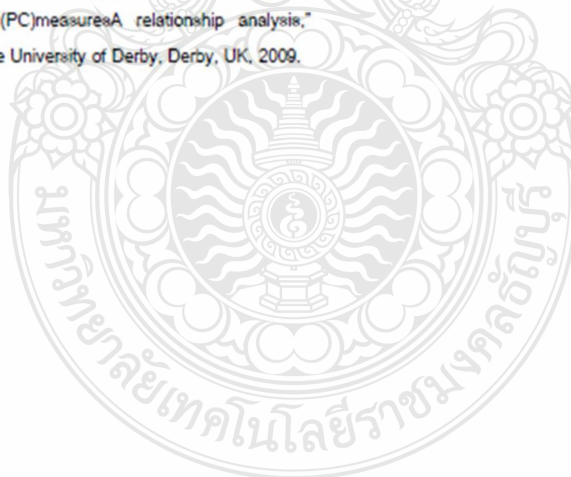 (PC)measuresA relationship analysis,"
e University of Derby, Derby, UK, 2009.
มหาวิทยาลัยเทคโนโลยีราชมงคลธัญบุรี